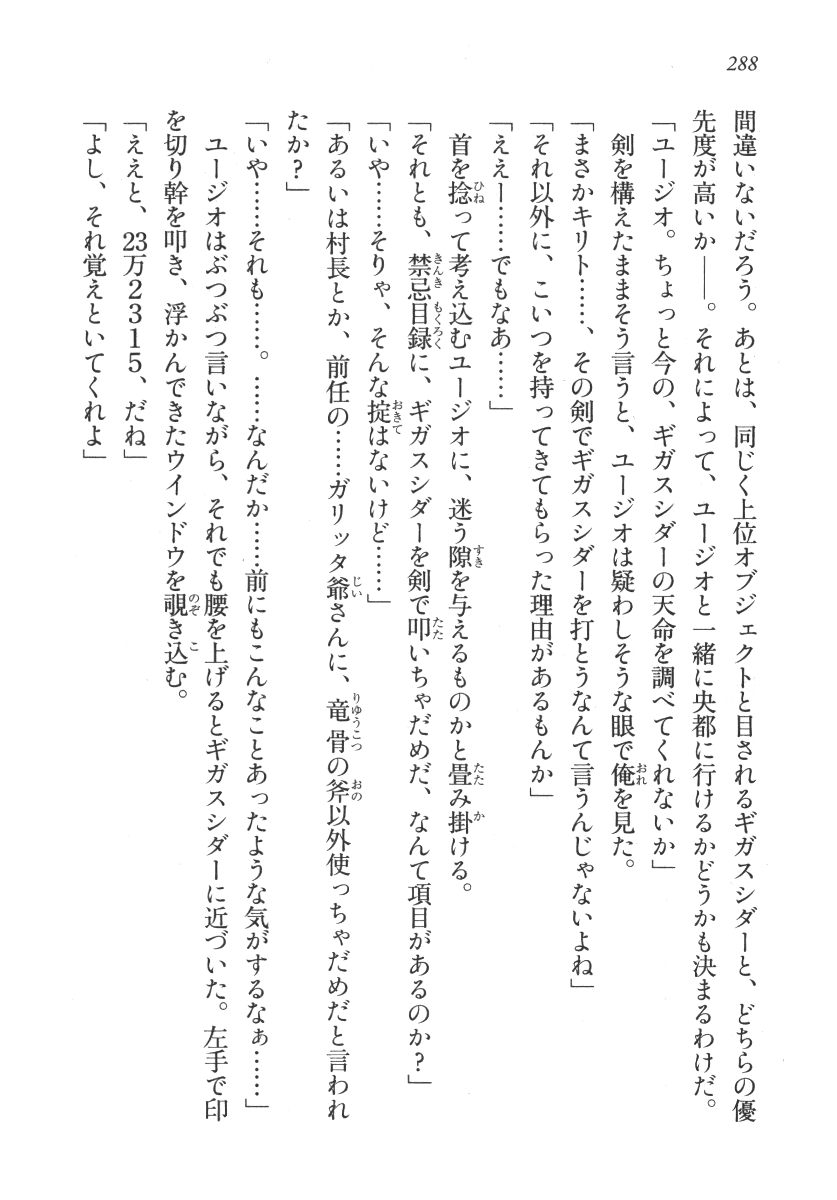 288
間違いないだろう。あとは、同じく上位オブジェクトと目されるギガスシダーと、どちらの優
先度が高いか――。それによって、ユージオと一緒に央都に行けるかどうかも決まるわけだ。
「ユージオ。ちょっと今の、ギガスシダーの天命を調べてくれないか」
剣を構えたままそう言うと、ユージオは疑わしそうな眼で俺を見た。
「まさかキリト……、その剣でギガスシダーを打とうなんて言うんじゃないよね」
「それ以外に、こいつを持ってきてもらった理由があるもんか」
「ええー……でもなあ……」
首を捻って考え込むユージオに、迷う隙を与えるものかと畳み掛ける。
「それとも、禁忌目録に、ギガスシダーを剣で叩いちゃだめだ、なんて項目があるのか？」
「いや……そりゃ、そんな掟はないけど……」
「あるいは村長とか、前任の……ガリッタ爺さんに、竜骨の斧以外使っちゃだめだと言われ
たか？」
「いや……それも……。……なんだか……前にもこんなことあったような気がするなぁ……」
ユージオはぶつぶつ言いながら、それでも腰を上げるとギガスシダーに近づいた。左手で印
を切り幹を叩き、浮かんできたウインドウを覗き込む。
「ええと、23万2315、だね」
「よし、それ覚えといてくれよ」